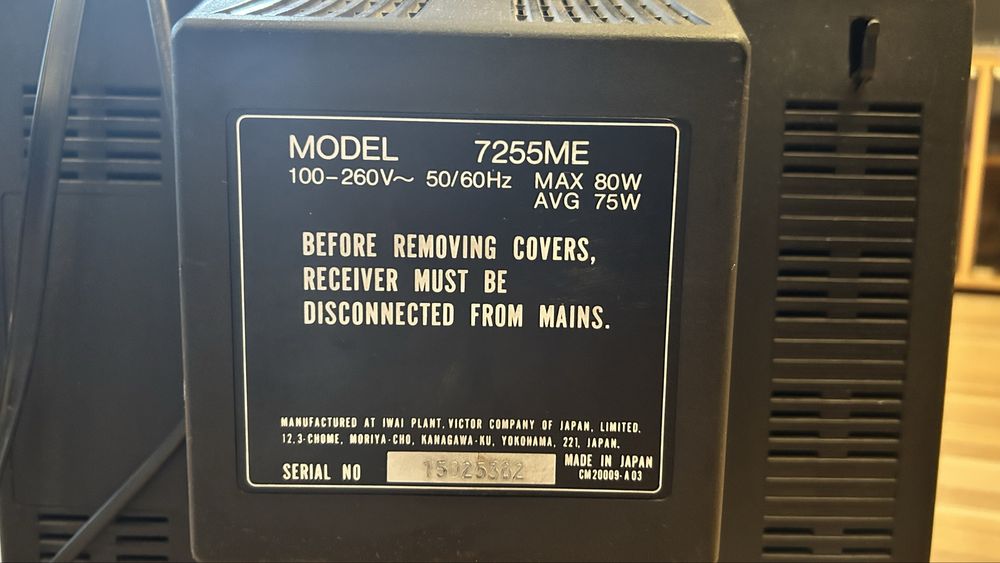 MODEL 7255ME
100-260V~ 50/60Hz MAX 80W
AVG 75W
BEFORE REMOVING COVERS,
RECEIVER MUST BE
DISCONNECTED FROM MAINS.
MANUFACTURED AT IWAI PLANT, VICTOR COMPANY OF JAPAN, LIMITED.
12, 3-CHOME, MORIYA-CHO, KANAGAWA-KU, YOKOHAMA, 221, JAPAN.
SERIAL NO 15025382
MADE IN JAPAN
CM20009-A03